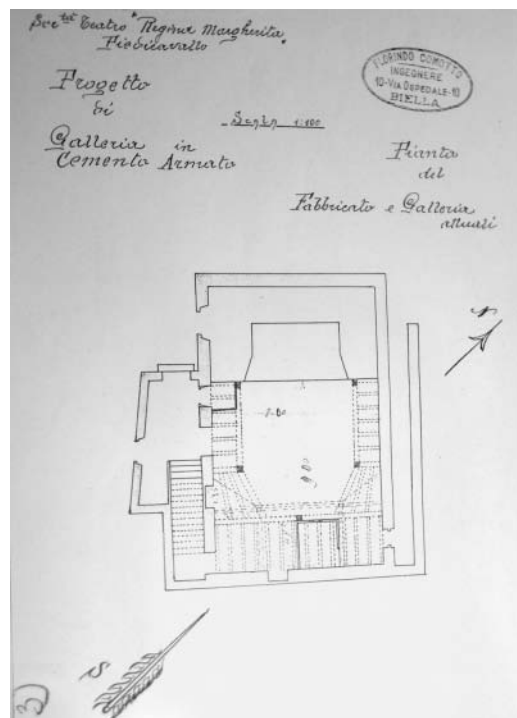 Soc.tà Teatro "Regina Margherita"
Piedicavallo
Progetto
di
Galleria in
Cemento Armato
Scala 1:100
FLORINDO COMOTTO
INGEGNERE
10-VIA OSPEDALE-10
BIELLA
Pianta
del
Fabbricato e Galleria
attuali
N
S
3